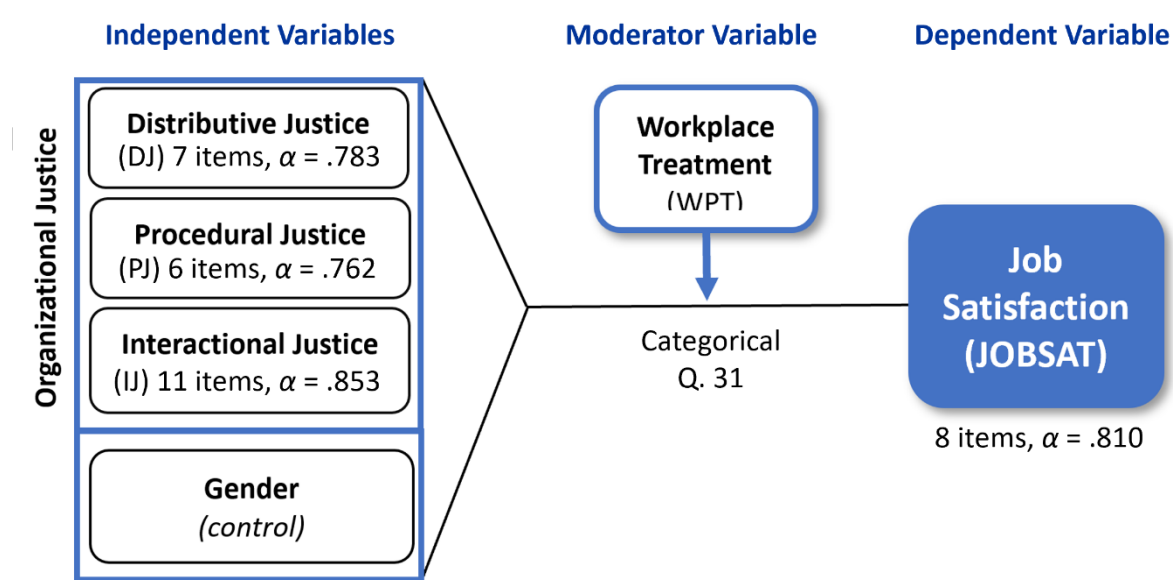 Independent Variables
Moderator Variable
Dependent Variable
Organizational Justice
Distributive Justice
(DJ) 7 items, α = .783
Procedural Justice
(PJ) 6 items, α = .762
Interactional Justice
(IJ) 11 items, α = .853
Gender
(control)
Workplace
Treatment
(WPT)
Categorical
Q. 31
Job
Satisfaction
(JOBSAT)
8 items, α = .810